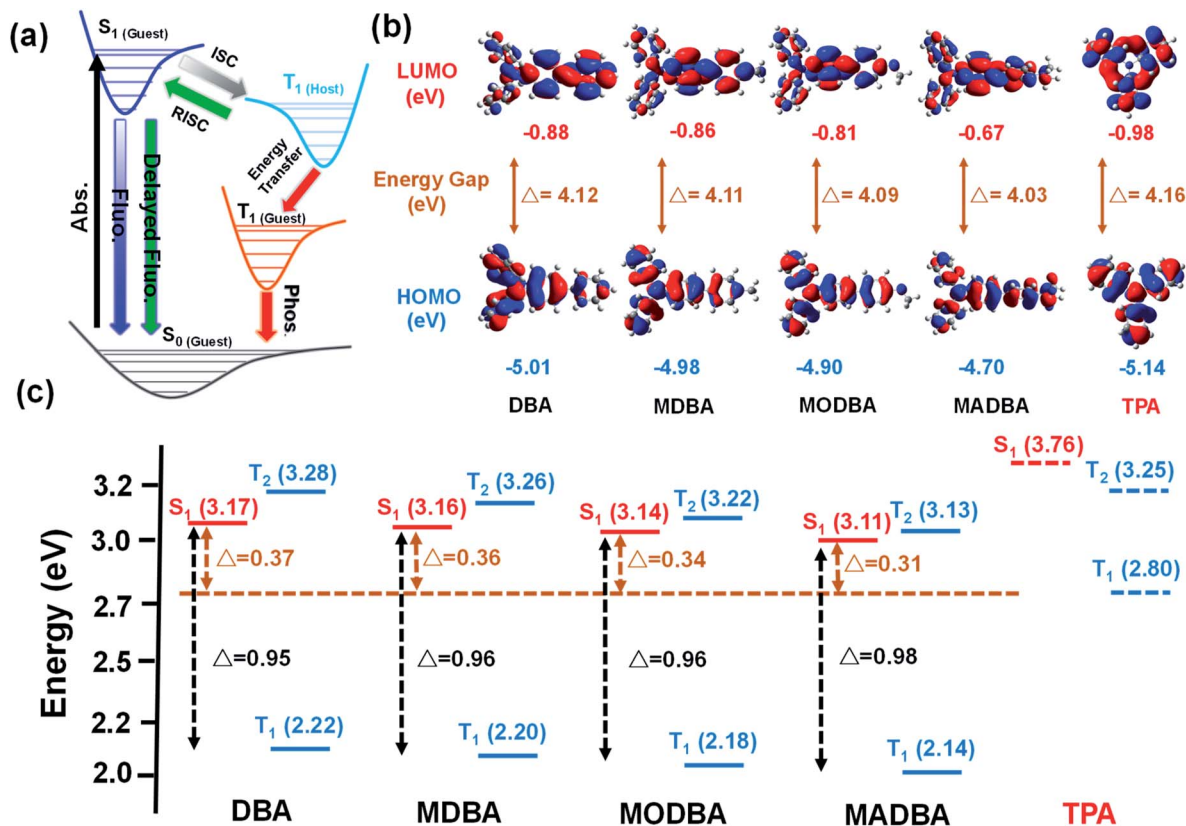 (a)
S1 (Guest)
ISC
RISC
T1 (Host)
Energy
Transfer
T1 (Guest)
Abs.
Fluo.
Delayed Fluo.
Phos.
S0 (Guest)
(b)
LUMO
(eV)
-0.88
-0.86
-0.81
-0.67
-0.98
Energy Gap
(eV)
△= 4.12
△= 4.11
△= 4.09
△= 4.03
△= 4.16
HOMO
(eV)
-5.01
-4.98
-4.90
-4.70
-5.14
DBA
MDBA
MODBA
MADBA
TPA
(c)
Energy (eV)
3.2
3.0
2.7
2.5
2.2
2.0
T2 (3.28)
S1 (3.17)
△=0.37
△=0.95
T1 (2.22)
DBA
T2 (3.26)
S1 (3.16)
△=0.36
△=0.96
T1 (2.20)
MDBA
T2 (3.22)
S1 (3.14)
△=0.34
△=0.96
T1 (2.18)
MODBA
T2 (3.13)
S1 (3.11)
△=0.31
△=0.98
T1 (2.14)
MADBA
S1 (3.76)
T2 (3.25)
T1 (2.80)
TPA